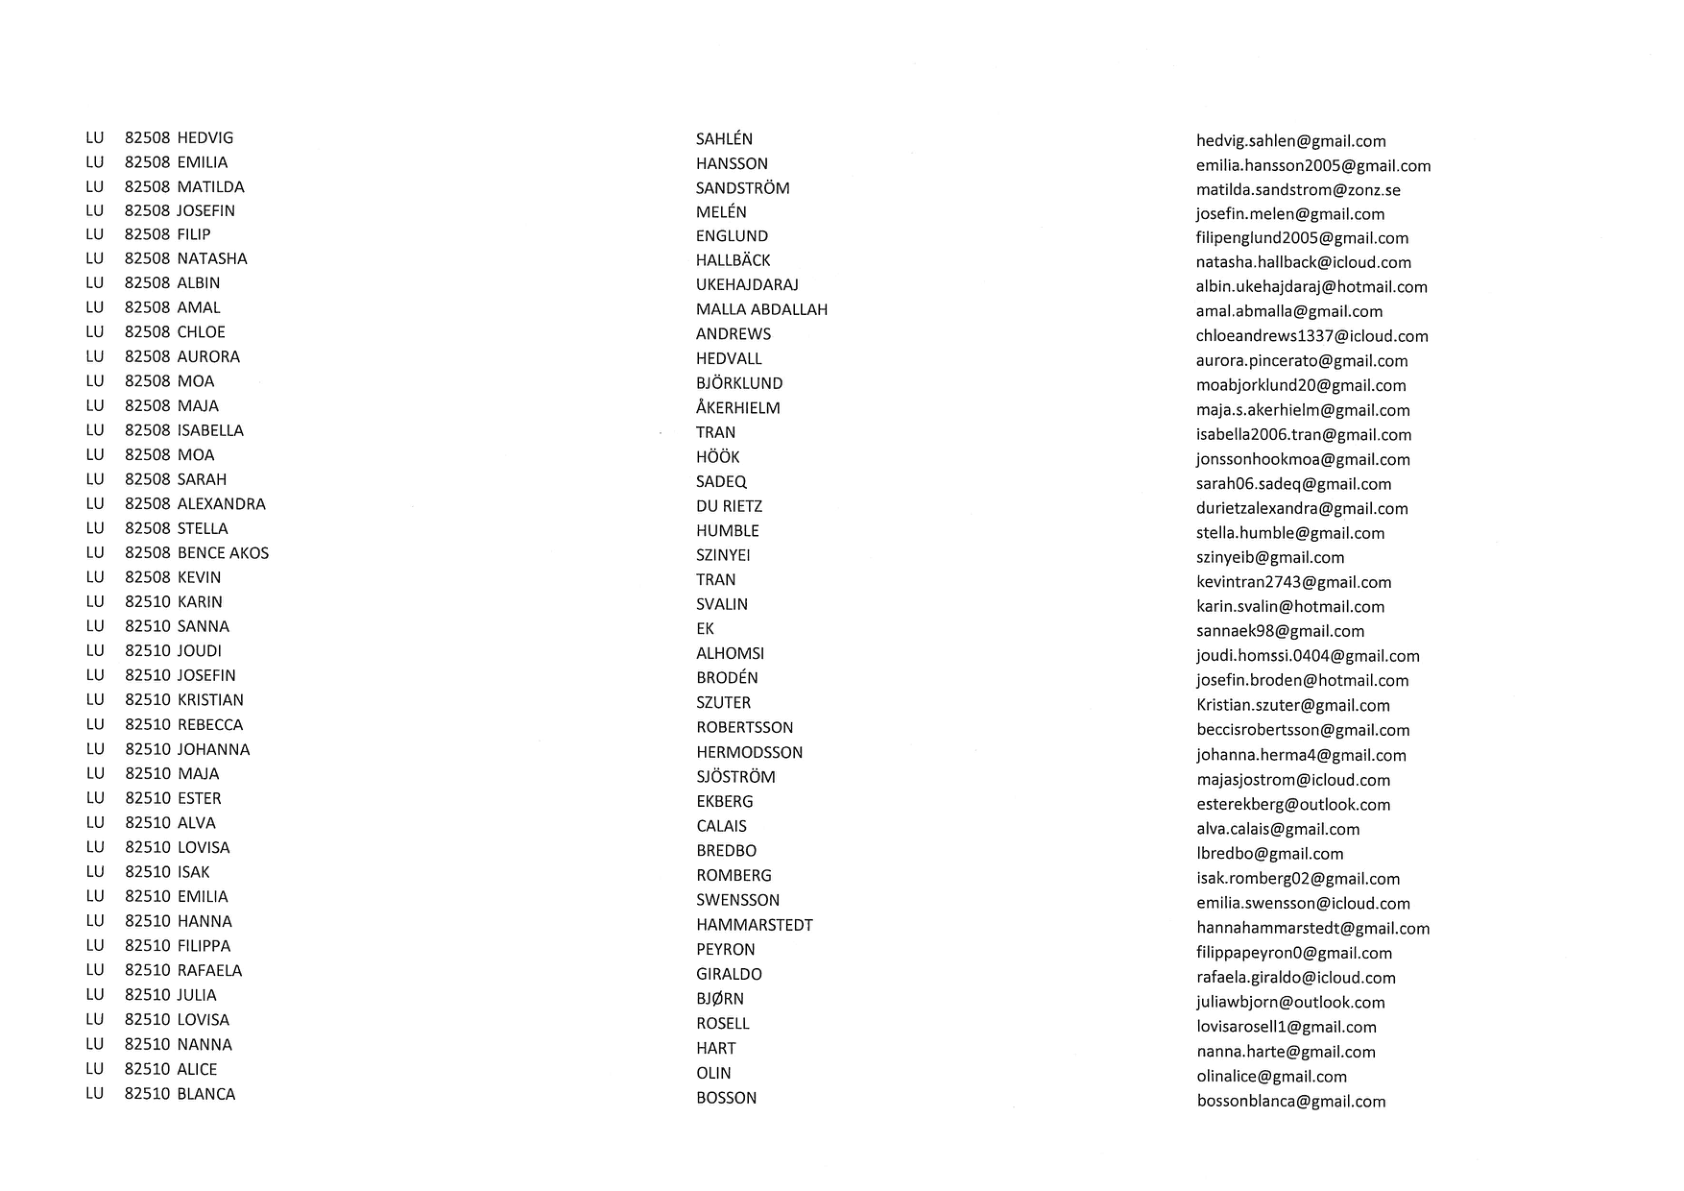 LU 82508 HEDVIG SAHLÉN hedvig.sahlen@gmail.com
LU 82508 EMILIA HANSSON emilia.hansson2005@gmail.com
LU 82508 MATILDA SANDSTRÖM matilda.sandstrom@zonz.se
LU 82508 JOSEFIN MELÉN josefin.melen@gmail.com
LU 82508 FILIP ENGLUND filipenglund2005@gmail.com
LU 82508 NATASHA HALLBÄCK natasha.hallback@icloud.com
LU 82508 ALBIN UKEHAJDARAJ albin.ukehajdaraj@hotmail.com
LU 82508 AMAL MALLA ABDALLAH amal.abmalla@gmail.com
LU 82508 CHLOE ANDREWS chloeandrews1337@icloud.com
LU 82508 AURORA HEDVALL aurora.pincerato@gmail.com
LU 82508 MOA BJÖRKLUND moabjorklund20@gmail.com
LU 82508 MAJA ÅKERHIELM maja.s.akerhielm@gmail.com
LU 82508 ISABELLA TRAN isabella2006.tran@gmail.com
LU 82508 MOA HÖÖK jonssonhookmoa@gmail.com
LU 82508 SARAH SADEQ sarah06.sadeq@gmail.com
LU 82508 ALEXANDRA DU RIETZ durietzalexandra@gmail.com
LU 82508 STELLA HUMBLE stella.humble@gmail.com
LU 82508 BENCE AKOS SZINYEI szinyeib@gmail.com
LU 82508 KEVIN TRAN kevintran2743@gmail.com
LU 82510 KARIN SVALIN karin.svalin@hotmail.com
LU 82510 SANNA EK sannaek98@gmail.com
LU 82510 JOUDI ALHOMSI joudi.homssi.0404@gmail.com
LU 82510 JOSEFIN BRODÉN josefin.broden@hotmail.com
LU 82510 KRISTIAN SZUTER Kristian.szuter@gmail.com
LU 82510 REBECCA ROBERTSSON beccisrobertsson@gmail.com
LU 82510 JOHANNA HERMODSSON johanna.herma4@gmail.com
LU 82510 MAJA SJÖSTRÖM majasjostrom@icloud.com
LU 82510 ESTER EKBERG esterekberg@outlook.com
LU 82510 ALVA CALAIS alva.calais@gmail.com
LU 82510 LOVISA BREDBO lbredbo@gmail.com
LU 82510 ISAK ROMBERG isak.romberg02@gmail.com
LU 82510 EMILIA SWENSSON emilia.swensson@icloud.com
LU 82510 HANNA HAMMARSTEDT hannahammarstedt@gmail.com
LU 82510 FILIPPA PEYRON filippapeyron0@gmail.com
LU 82510 RAFAELA GIRALDO rafaela.giraldo@icloud.com
LU 82510 JULIA BJØRN juliawbjorn@outlook.com
LU 82510 LOVISA ROSELL lovisarosell1@gmail.com
LU 82510 NANNA HART nanna.harte@gmail.com
LU 82510 ALICE OLIN olinalice@gmail.com
LU 82510 BLANCA BOSSON bossonblanca@gmail.com